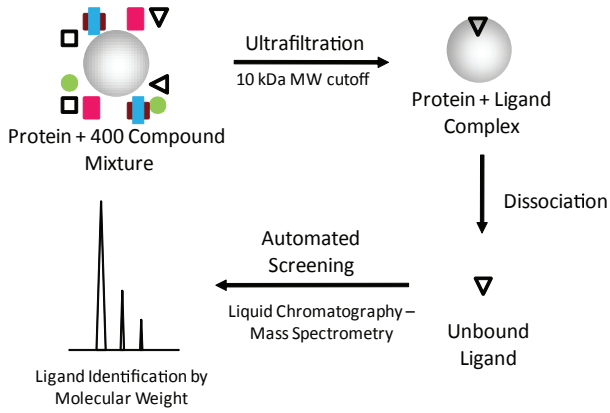 Ultrafiltration
10 kDa MW cutoff
Protein + 400 Compound
Mixture
Protein + Ligand
Complex
Dissociation
Automated
Screening
Liquid Chromatography –
Mass Spectrometry
Unbound
Ligand
Ligand Identification by
Molecular Weight